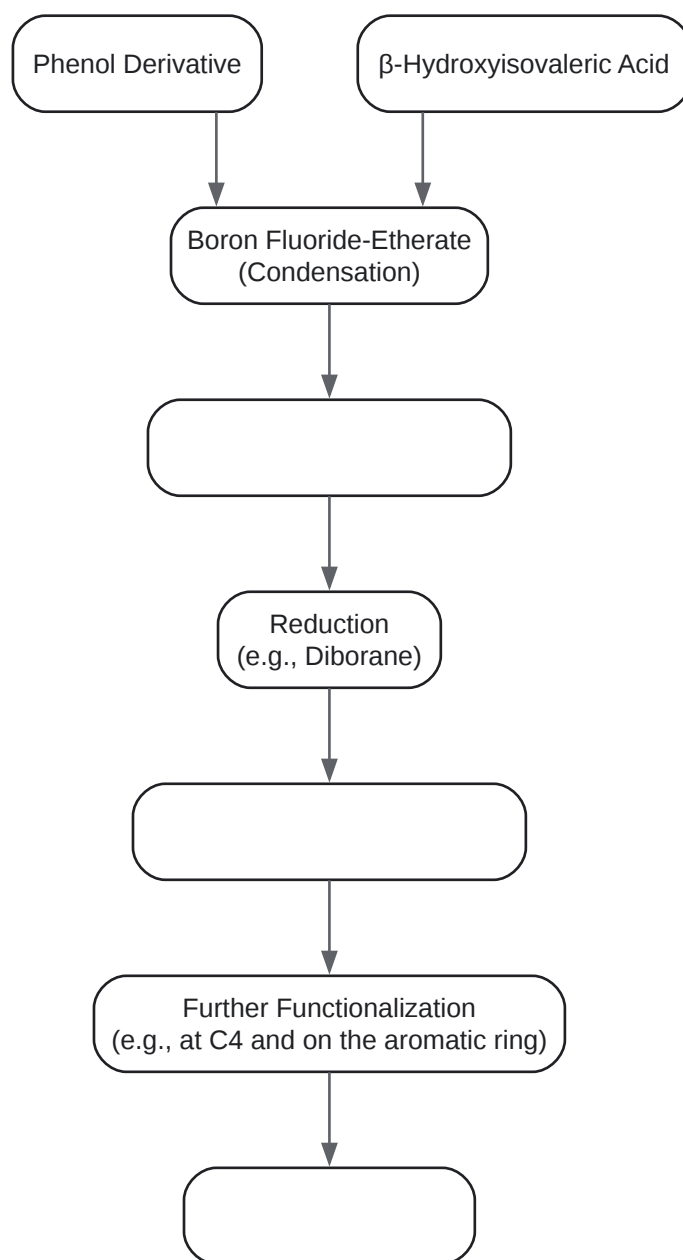 Phenol Derivative
β-Hydroxyisovaleric Acid
Boron Fluoride-Etherate
(Condensation)
Reduction
(e.g., Diborane)
Further Functionalization
(e.g., at C4 and on the aromatic ring)